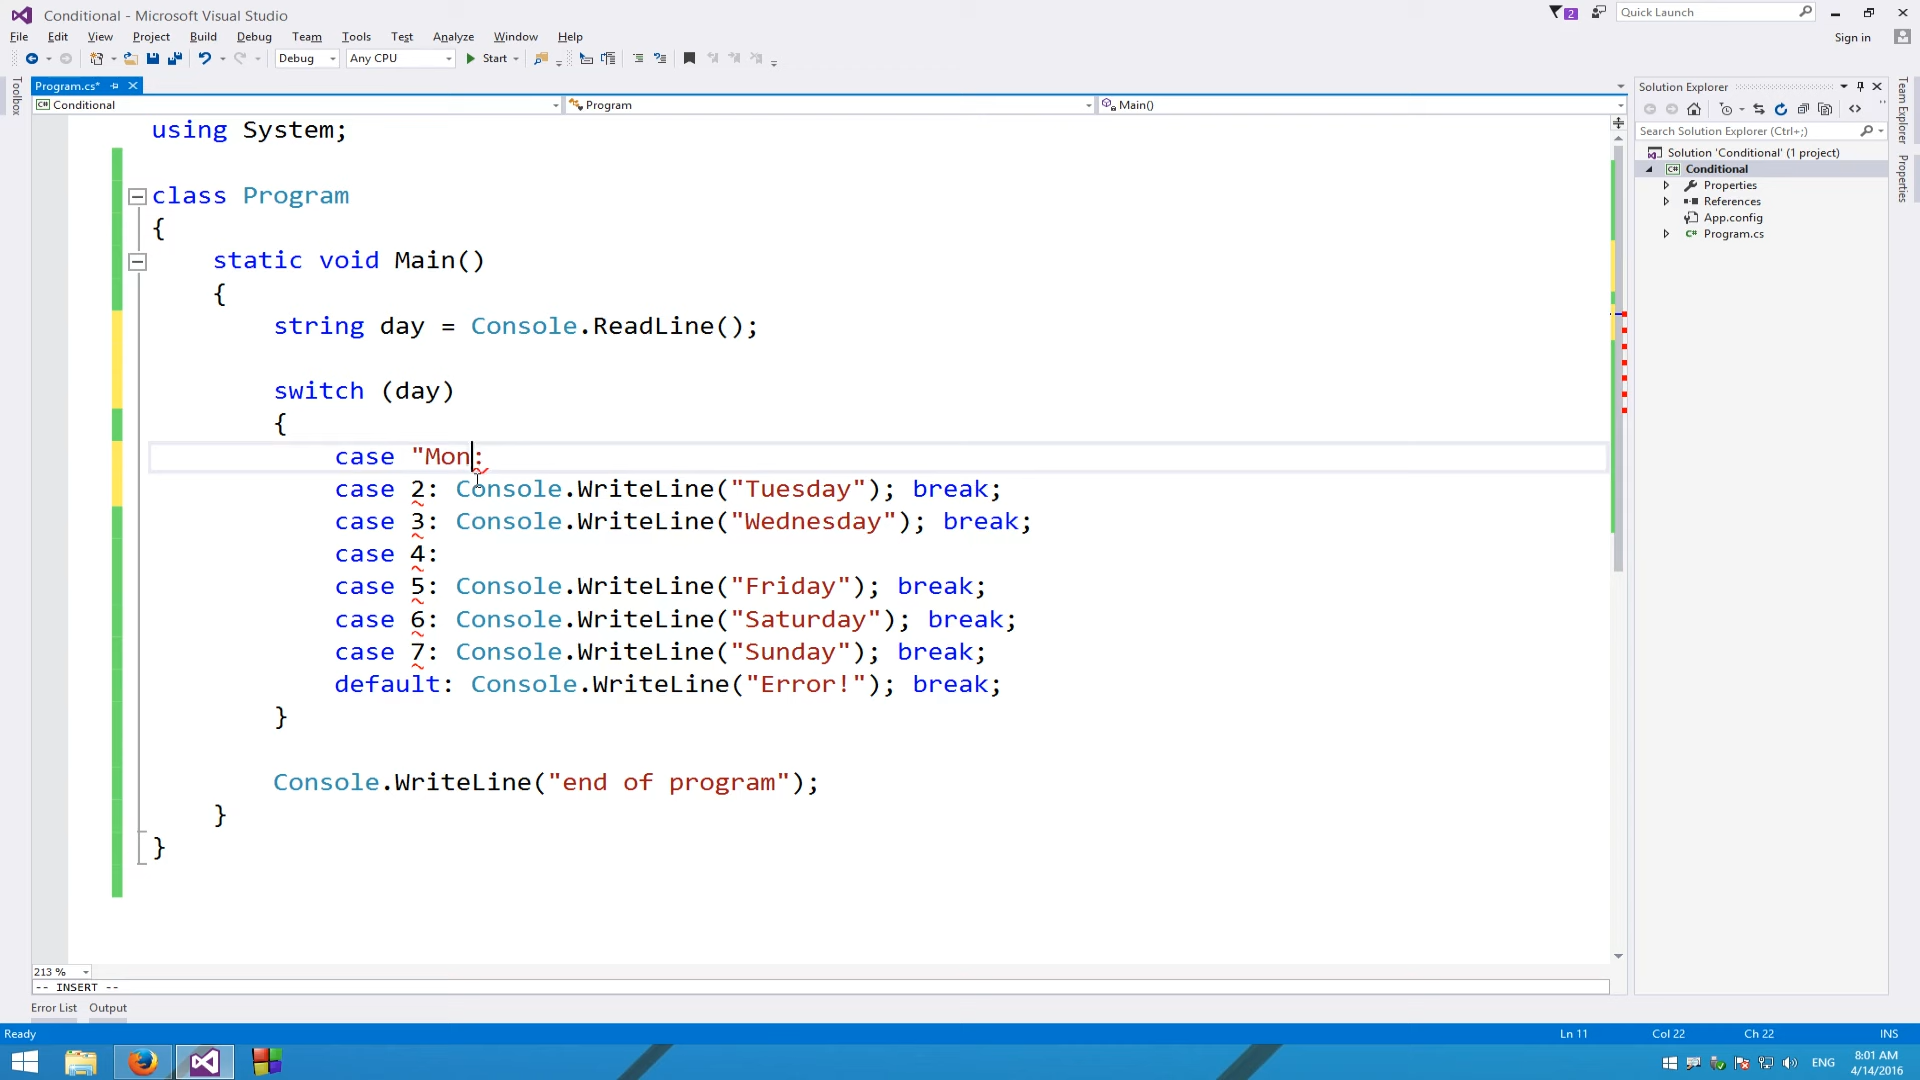 Conditional - Microsoft Visual Studio
2
Quick Launch
File Edit View Project Build Debug Team Tools Test Analyze Window Help
Sign in
Debug Any CPU Start
Toolbox
Program.cs*
Conditional Program Main()
using System;
class Program
{
static void Main()
{
string day = Console.ReadLine();
switch (day)
{
case "Mon:
case 2: Console.WriteLine("Tuesday"); break;
case 3: Console.WriteLine("Wednesday"); break;
case 4:
case 5: Console.WriteLine("Friday"); break;
case 6: Console.WriteLine("Saturday"); break;
case 7: Console.WriteLine("Sunday"); break;
default: Console.WriteLine("Error!"); break;
}
Console.WriteLine("end of program");
}
}
213 %
-- INSERT --
Error List Output
Solution Explorer
Search Solution Explorer (Ctrl+;)
Solution 'Conditional' (1 project)
C# Conditional
Properties
References
App.config
C# Program.cs
Team Explorer
Properties
Ready Ln 11 Col 22 Ch 22 INS
ENG 8:01 AM
4/14/2016